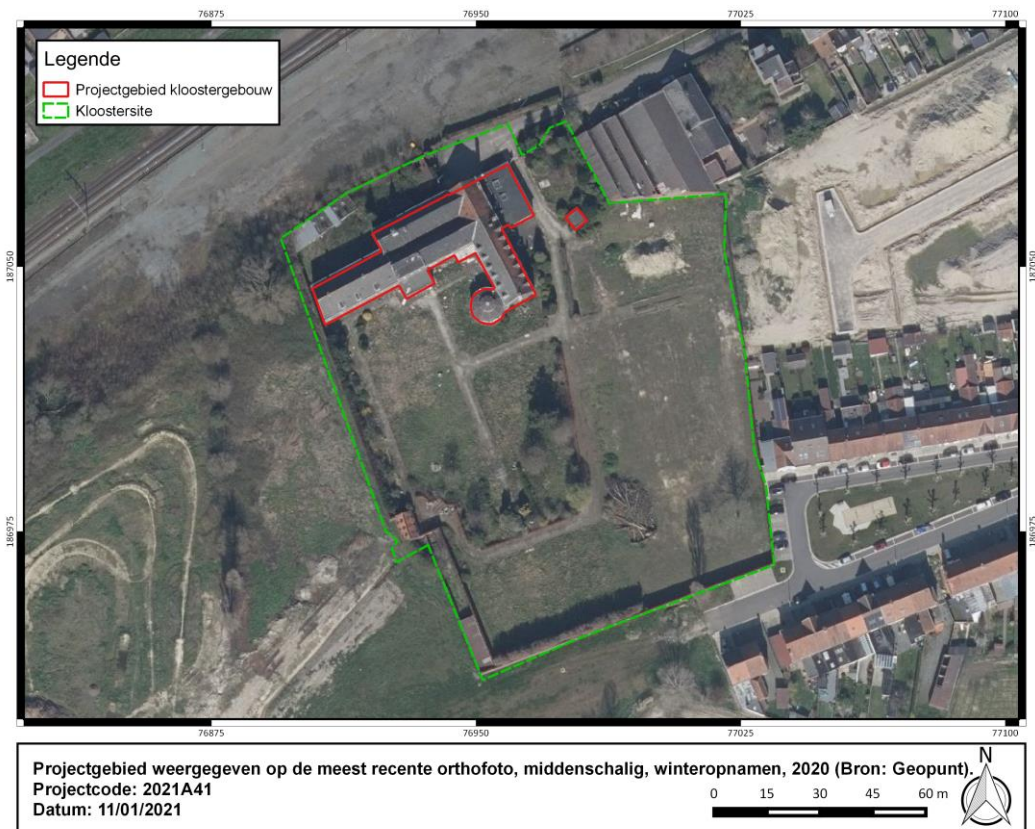 76875 76950 77025 77100
Legende
Projectgebied kloostergebouw
Kloostersite
187050 187050
186975 186975
76875 76950 77025 77100
Projectgebied weergegeven op de meest recente orthofoto, middenschalig, winteropnamen, 2020 (Bron: Geopunt).
Projectcode: 2021A41
Datum: 11/01/2021
N
0 15 30 45 60 m